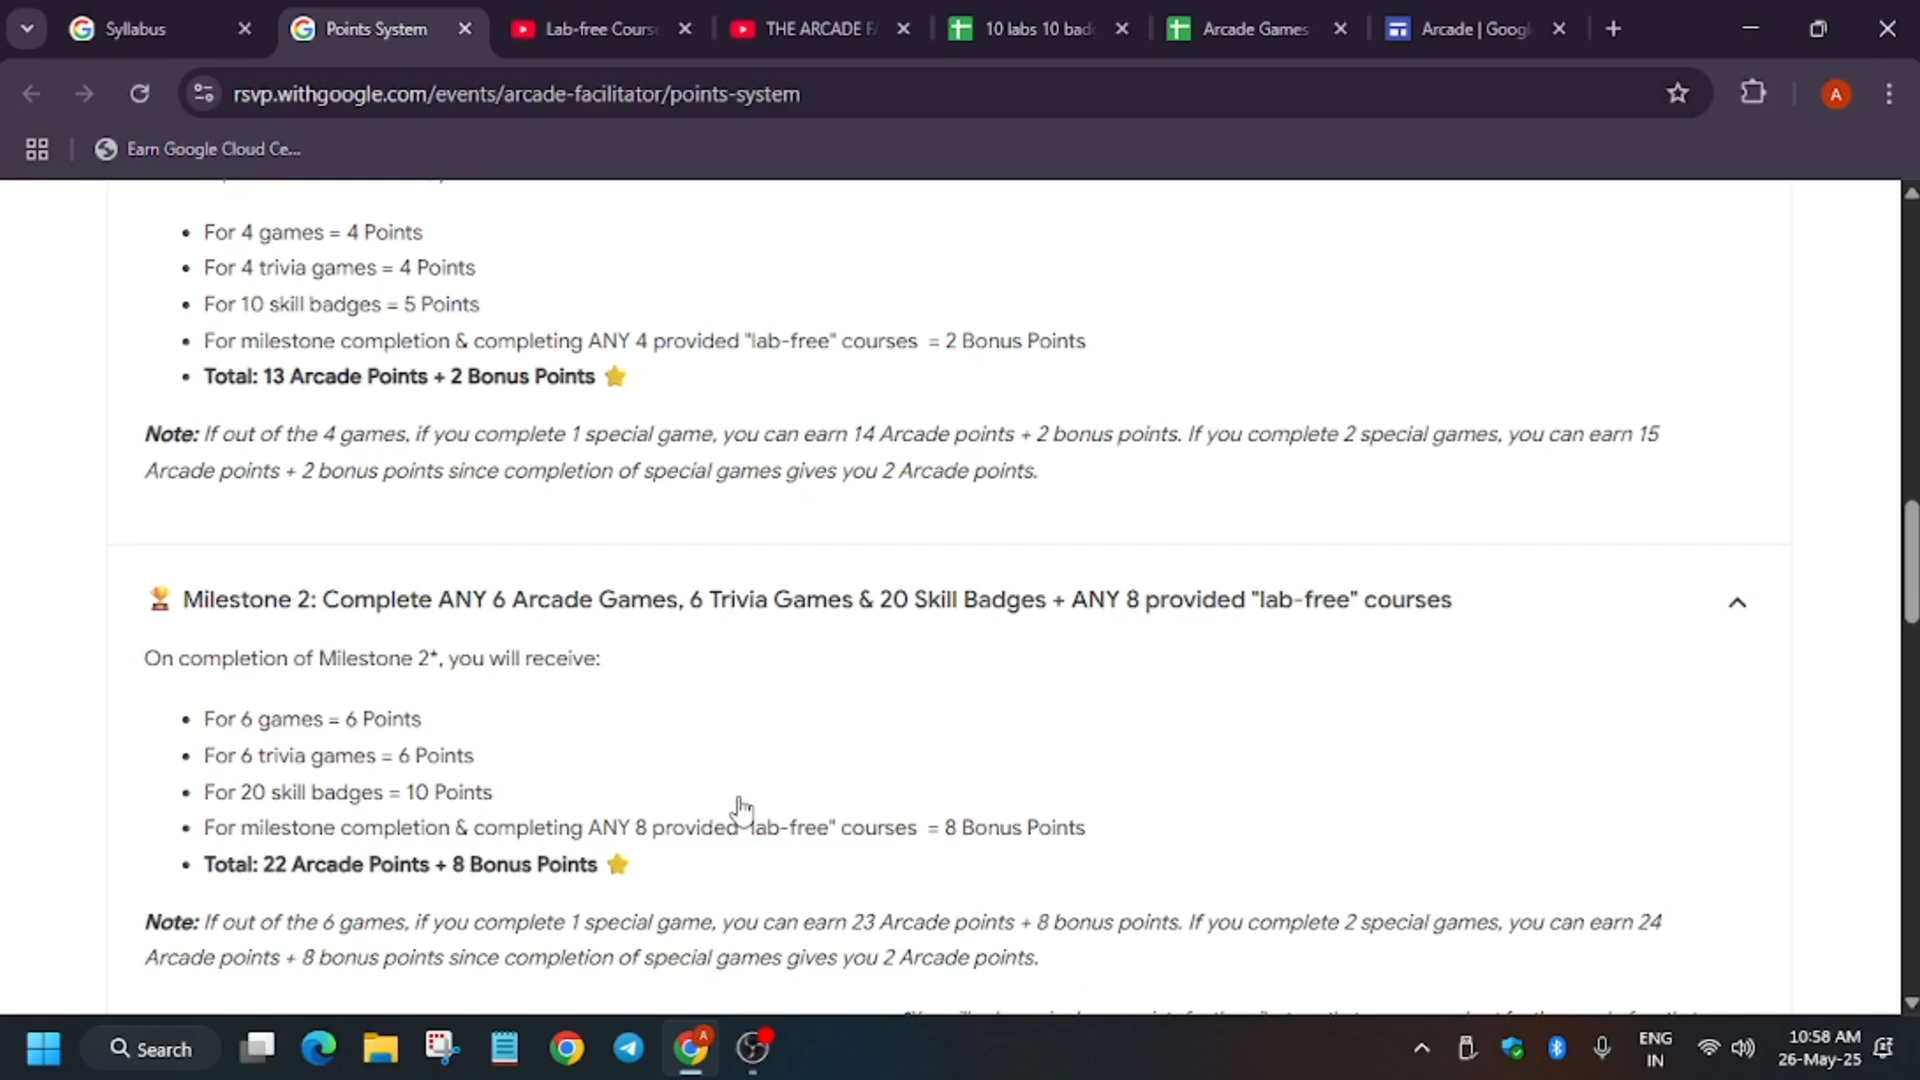 Syllabus
Points System
Lab-free Cours
THE ARCADE F
10 labs 10 bad
Arcade Games
Arcade | Googl
rsvp.withgoogle.com/events/arcade-facilitator/points-system
A
Earn Google Cloud Ce...
For 4 games = 4 Points
For 4 trivia games = 4 Points
For 10 skill badges = 5 Points
For milestone completion & completing ANY 4 provided "lab-free" courses = 2 Bonus Points
Total: 13 Arcade Points + 2 Bonus Points
Note: If out of the 4 games, if you complete 1 special game, you can earn 14 Arcade points + 2 bonus points. If you complete 2 special games, you can earn 15
Arcade points + 2 bonus points since completion of special games gives you 2 Arcade points.
Milestone 2: Complete ANY 6 Arcade Games, 6 Trivia Games & 20 Skill Badges + ANY 8 provided "lab-free" courses
On completion of Milestone 2*, you will receive:
For 6 games = 6 Points
For 6 trivia games = 6 Points
For 20 skill badges = 10 Points
For milestone completion & completing ANY 8 provided "lab-free" courses = 8 Bonus Points
Total: 22 Arcade Points + 8 Bonus Points
Note: If out of the 6 games, if you complete 1 special game, you can earn 23 Arcade points + 8 bonus points. If you complete 2 special games, you can earn 24
Arcade points + 8 bonus points since completion of special games gives you 2 Arcade points.
Search
A
ENG
IN
10:58 AM
26-May-25